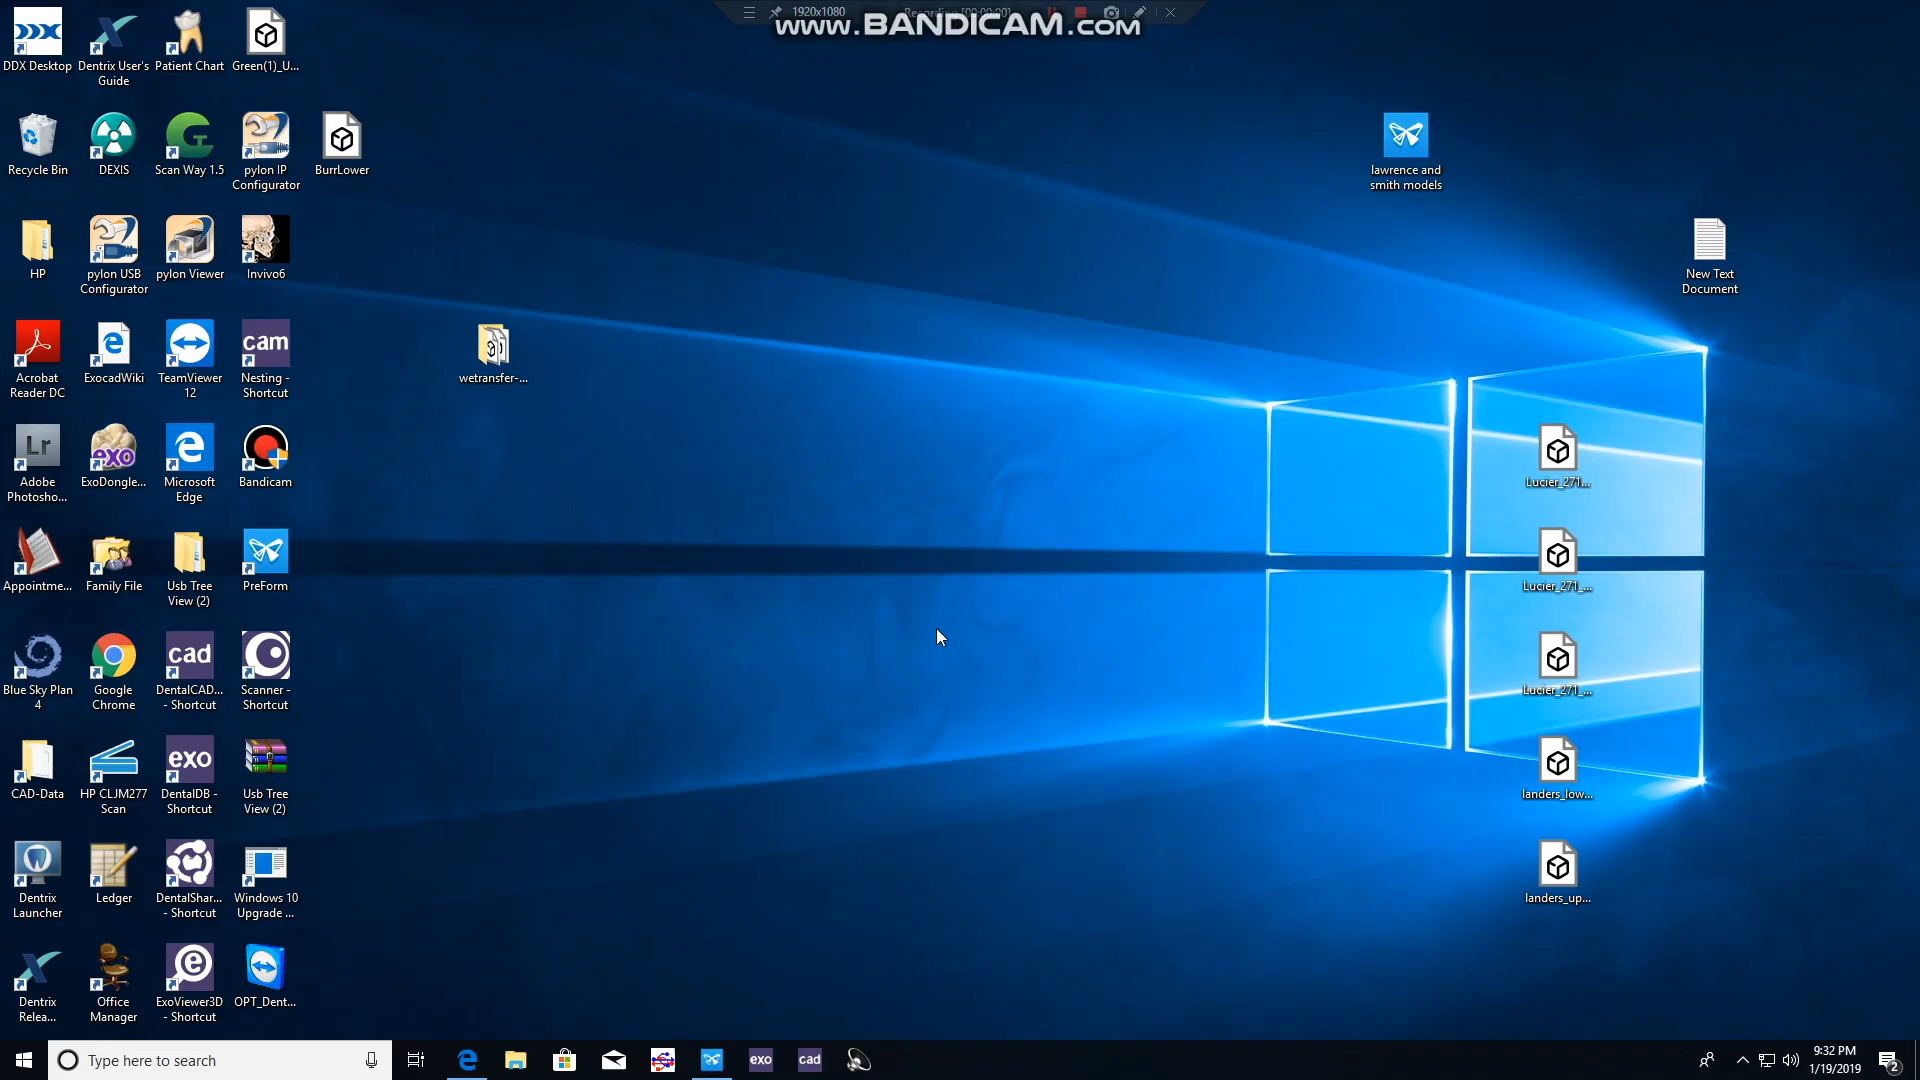 1920x1080
Recording [00:00:00]
www.BANDICAM.com
DDX Desktop
Dentrix User's
Guide
Patient Chart
Green(1)_U...
Recycle Bin
DEXIS
Scan Way 1.5
pylon IP
Configurator
BurrLower
lawrence and
smith models
HP
pylon USB
Configurator
pylon Viewer
Invivo6
New Text
Document
Acrobat
Reader DC
ExocadWiki
TeamViewer
12
cam
Nesting -
Shortcut
wetransfer-...
Lr
Adobe
Photosho...
exo
ExoDongle...
Microsoft
Edge
Bandicam
Lucier_271...
Appointme...
Family File
Usb Tree
View (2)
PreForm
Lucier_271_...
Blue Sky Plan
4
Google
Chrome
cad
DentalCAD...
- Shortcut
Scanner -
Shortcut
Lucier_271_...
CAD-Data
HP CLJM277
Scan
exo
DentalDB -
Shortcut
Usb Tree
View (2)
landers_low...
Dentrix
Launcher
Ledger
DentalShar...
- Shortcut
Windows 10
Upgrade ...
landers_up...
Dentrix
Relea...
Office
Manager
ExoViewer3D
- Shortcut
OPT_Dent...
Type here to search
exo
cad
9:32 PM
1/19/2019
2